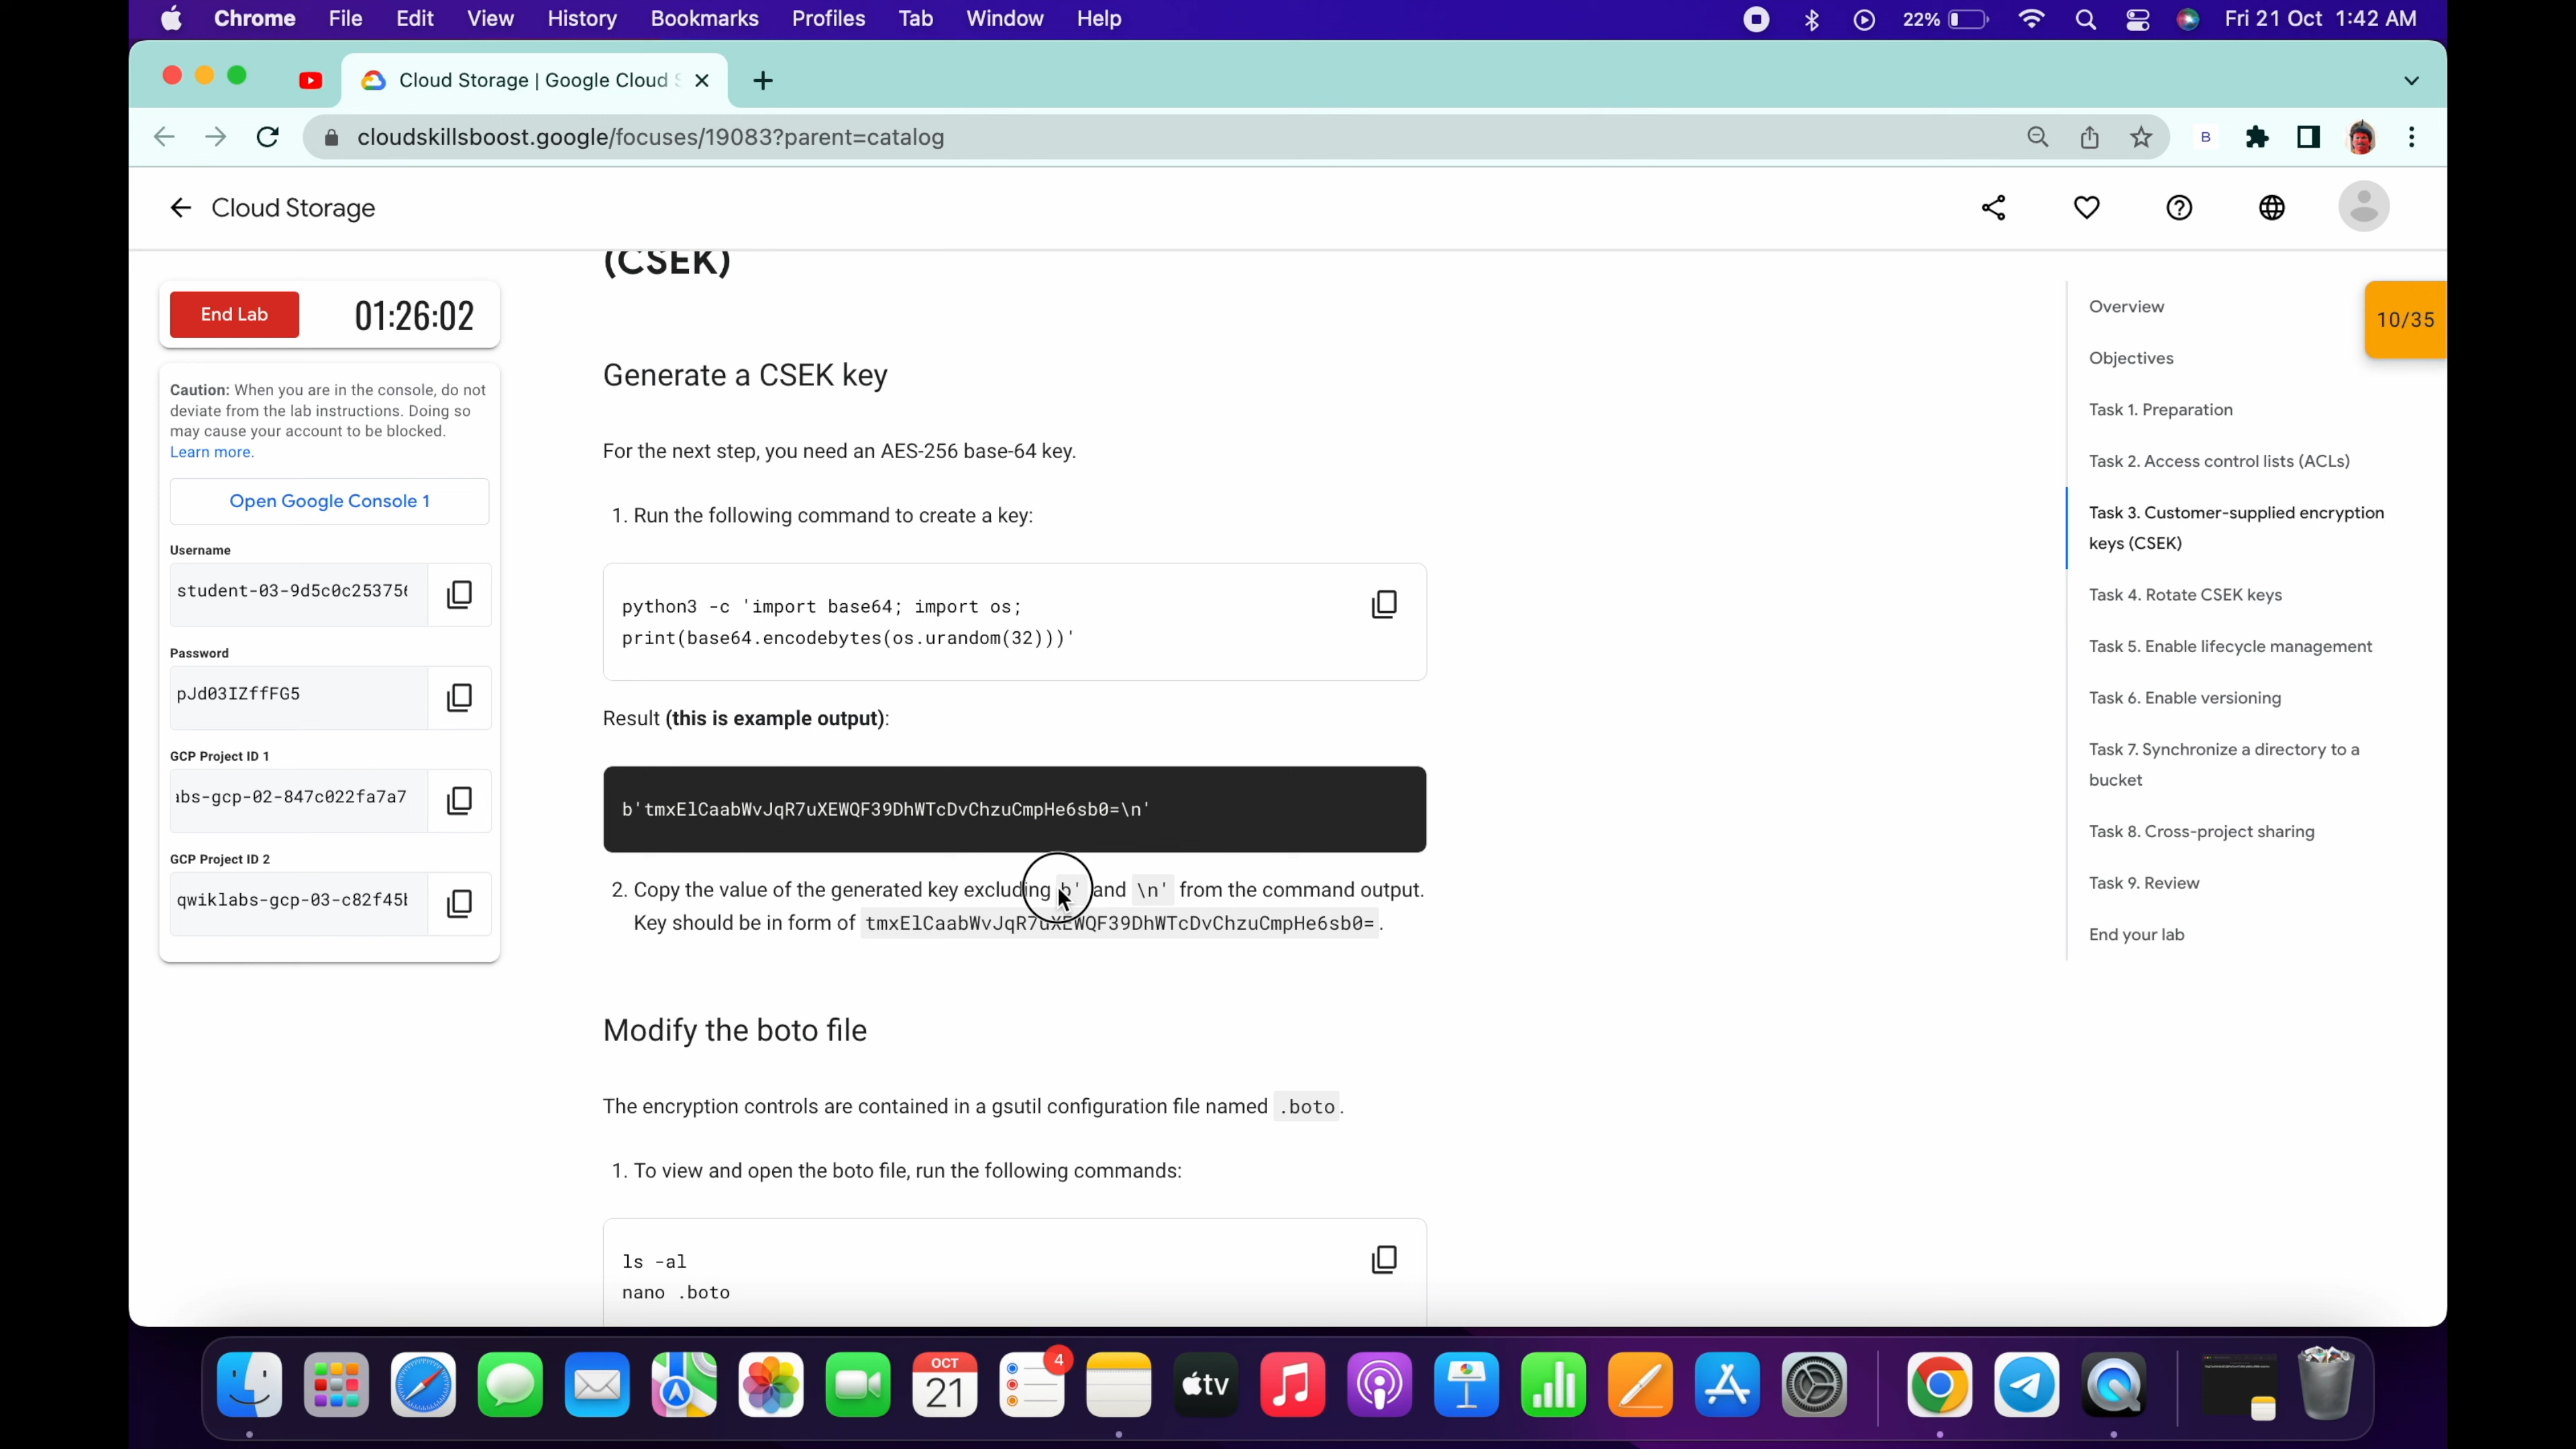 Chrome File Edit View History Bookmarks Profiles Tab Window Help 22% Fri 21 Oct 1:42 AM
Cloud Storage | Google Cloud S
cloudskillsboost.google/focuses/19083?parent=catalog
B
Cloud Storage
End Lab 01:26:02
Caution: When you are in the console, do not
deviate from the lab instructions. Doing so
may cause your account to be blocked.
Learn more.
Open Google Console 1
Username
student-03-9d5c0c253756
Password
pJd03IZffFG5
GCP Project ID 1
abs-gcp-02-847c022fa7a7
GCP Project ID 2
qwiklabs-gcp-03-c82f45b
(CSEK)
Generate a CSEK key
For the next step, you need an AES-256 base-64 key.
1. Run the following command to create a key:
python3 -c 'import base64; import os;
print(base64.encodebytes(os.urandom(32)))'
Result (this is example output):
b'tmxElCaabWvJqR7uXEWQF39DhWTcDvChzuCmpHe6sb0=\n'
2. Copy the value of the generated key excluding b' and \n' from the command output.
Key should be in form of tmxElCaabWvJqR7uXEWQF39DhWTcDvChzuCmpHe6sb0=.
Modify the boto file
The encryption controls are contained in a gsutil configuration file named .boto.
1. To view and open the boto file, run the following commands:
ls -al
nano .boto
Overview
Objectives
Task 1. Preparation
Task 2. Access control lists (ACLs)
Task 3. Customer-supplied encryption
keys (CSEK)
Task 4. Rotate CSEK keys
Task 5. Enable lifecycle management
Task 6. Enable versioning
Task 7. Synchronize a directory to a
bucket
Task 8. Cross-project sharing
Task 9. Review
End your lab
10/35
OCT
21
4
tv